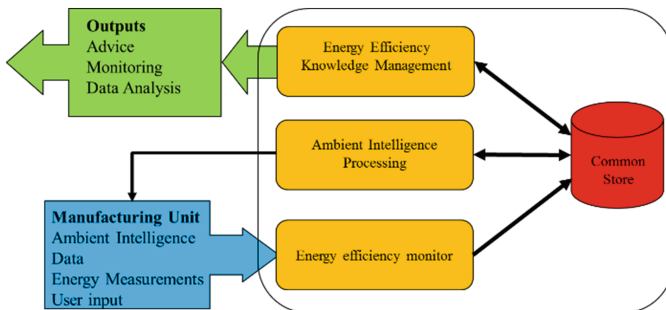 Outputs
Advice
Monitoring
Data Analysis
Energy Efficiency
Knowledge Management
Ambient Intelligence
Processing
Common
Store
Manufacturing Unit
Ambient Intelligence
Data
Energy Measurements
User input
Energy efficiency monitor